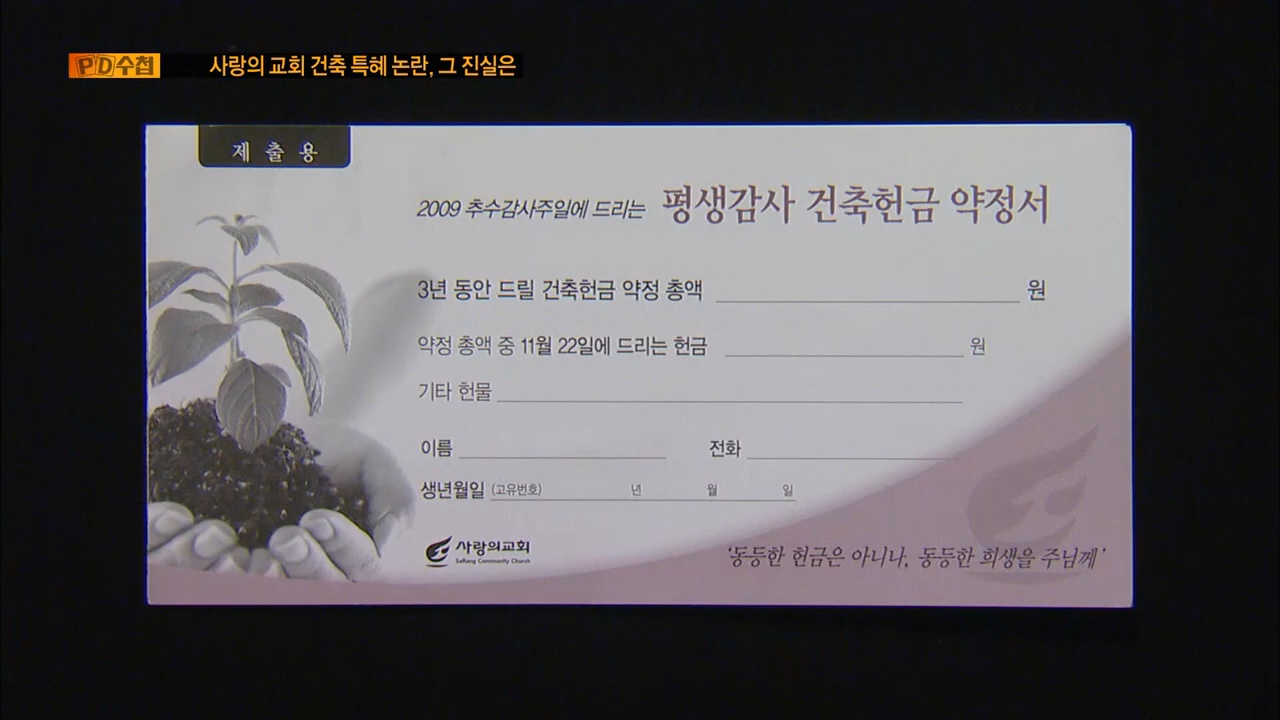 PD수첩 사랑의 교회 건축 특혜 논란, 그 진실은
제출용
2009 추수감사주일에 드리는 평생감사 건축헌금 약정서
3년 동안 드릴 건축헌금 약정 총액 원
약정 총액 중 11월 22일에 드리는 헌금 원
기타 헌물
이름 전화
생년월일 (고유번호) 년 월 일
사랑의교회
SaRang Community Church
'동등한 헌금은 아니나, 동등한 희생을 주님께'